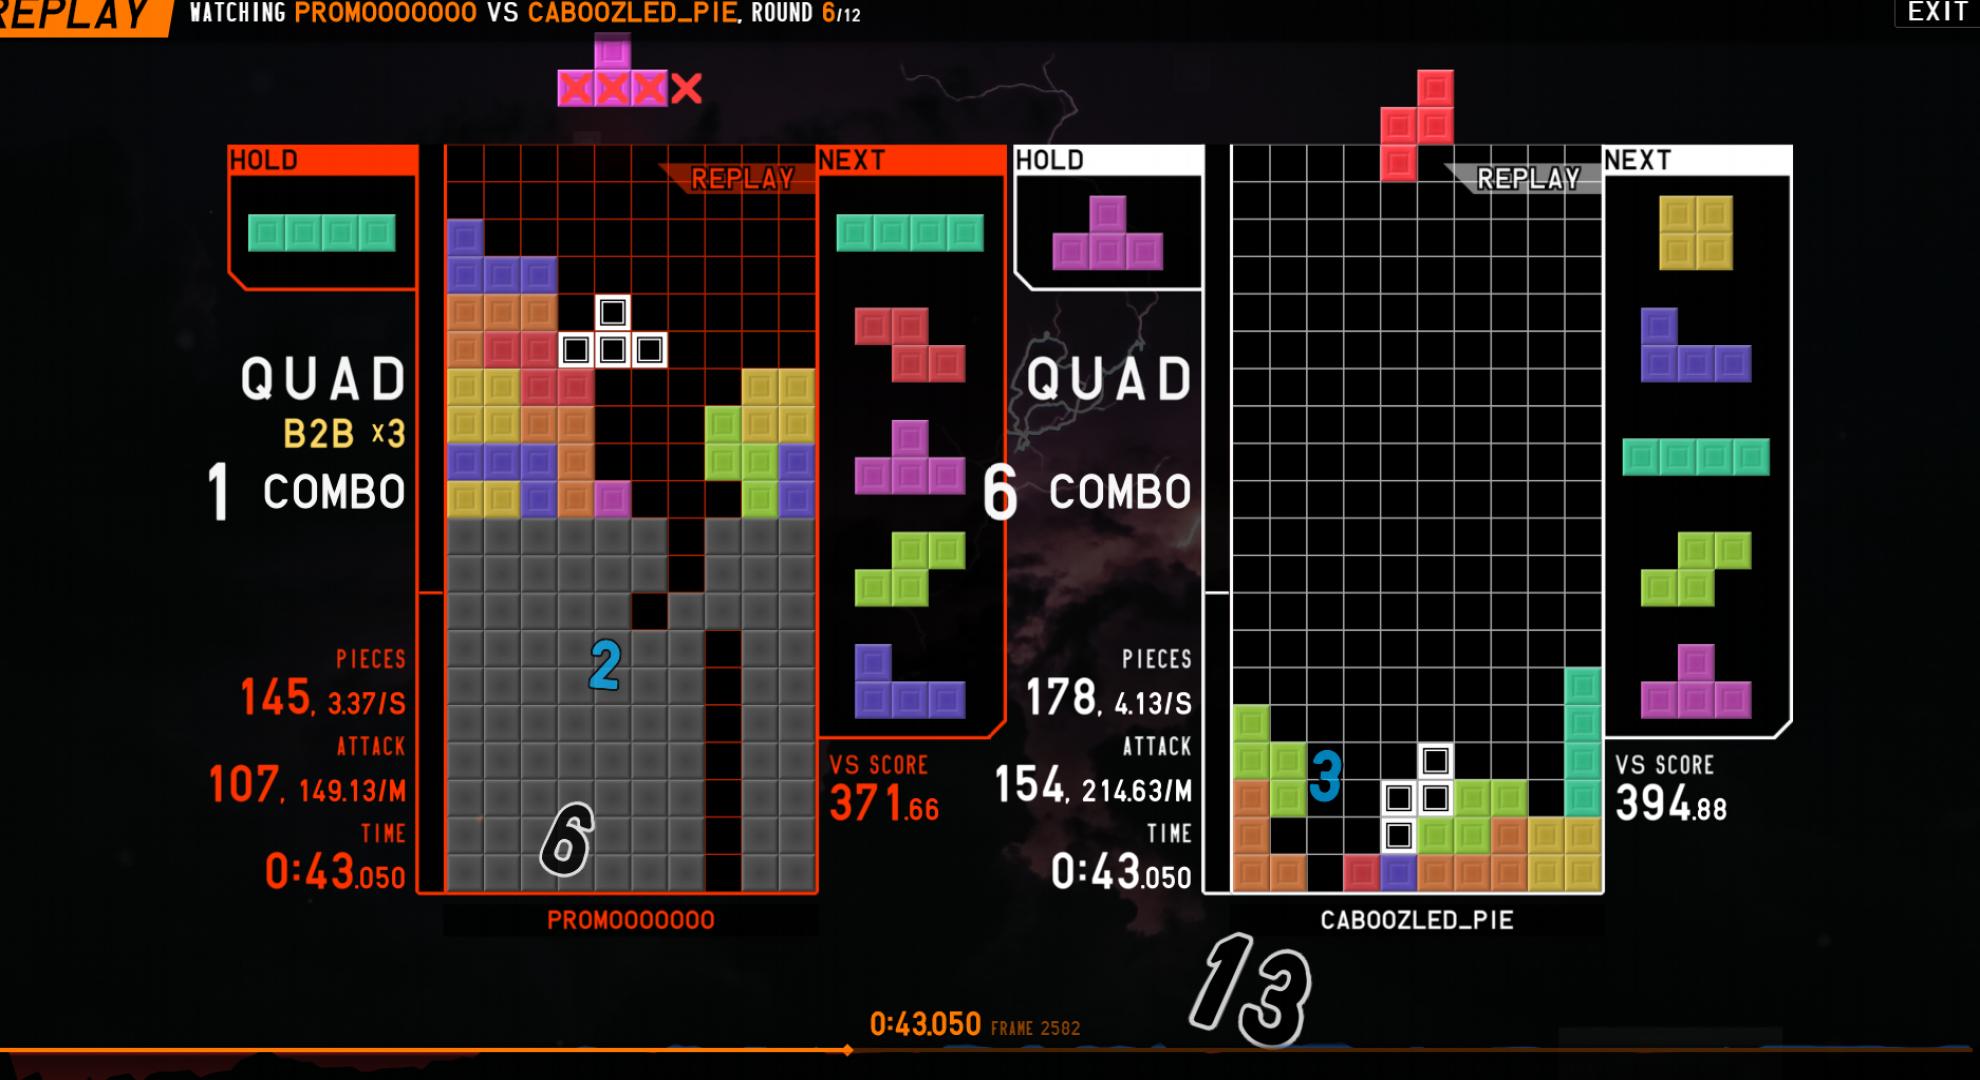 REPLAY
WATCHING PROMOOOOOOO VS CABOOZLED_PIE, ROUND 6/12
EXIT
HOLD
REPLAY
NEXT
QUAD
B2B x3
1 COMBO
PIECES
145, 3.37/S
ATTACK
107, 149.13/M
TIME
0:43.050
2
6
VS SCORE
371.66
PROMOOOOOOO
HOLD
REPLAY
NEXT
QUAD
6 COMBO
PIECES
178, 4.13/S
ATTACK
154, 214.63/M
TIME
0:43.050
3
VS SCORE
394.88
CABOOZLED_PIE
13
0:43.050 FRAME 2582